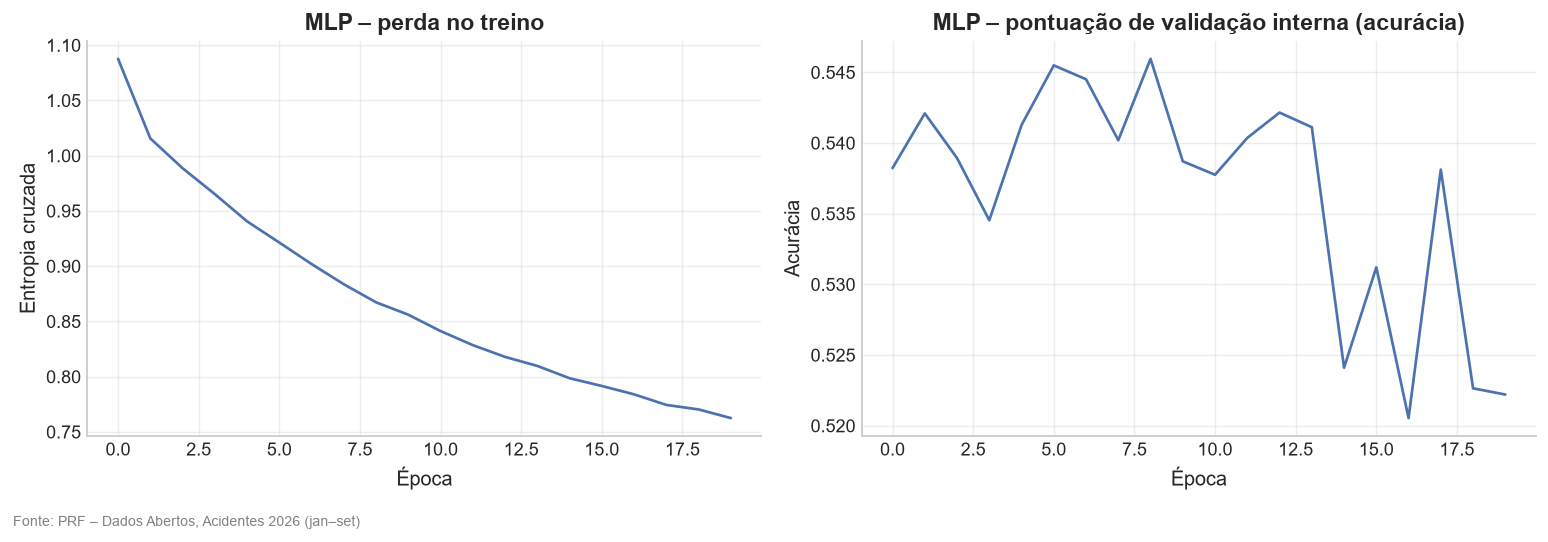 MLP – perda no treino
1.10
1.05
1.00
0.95
0.90
0.85
0.80
0.75
Entropia cruzada
0.0 2.5 5.0 7.5 10.0 12.5 15.0 17.5
Época
MLP – pontuação de validação interna (acurácia)
0.545
0.540
0.535
0.530
0.525
0.520
Acurácia
0.0 2.5 5.0 7.5 10.0 12.5 15.0 17.5
Época
Fonte: PRF – Dados Abertos, Acidentes 2026 (jan–set)